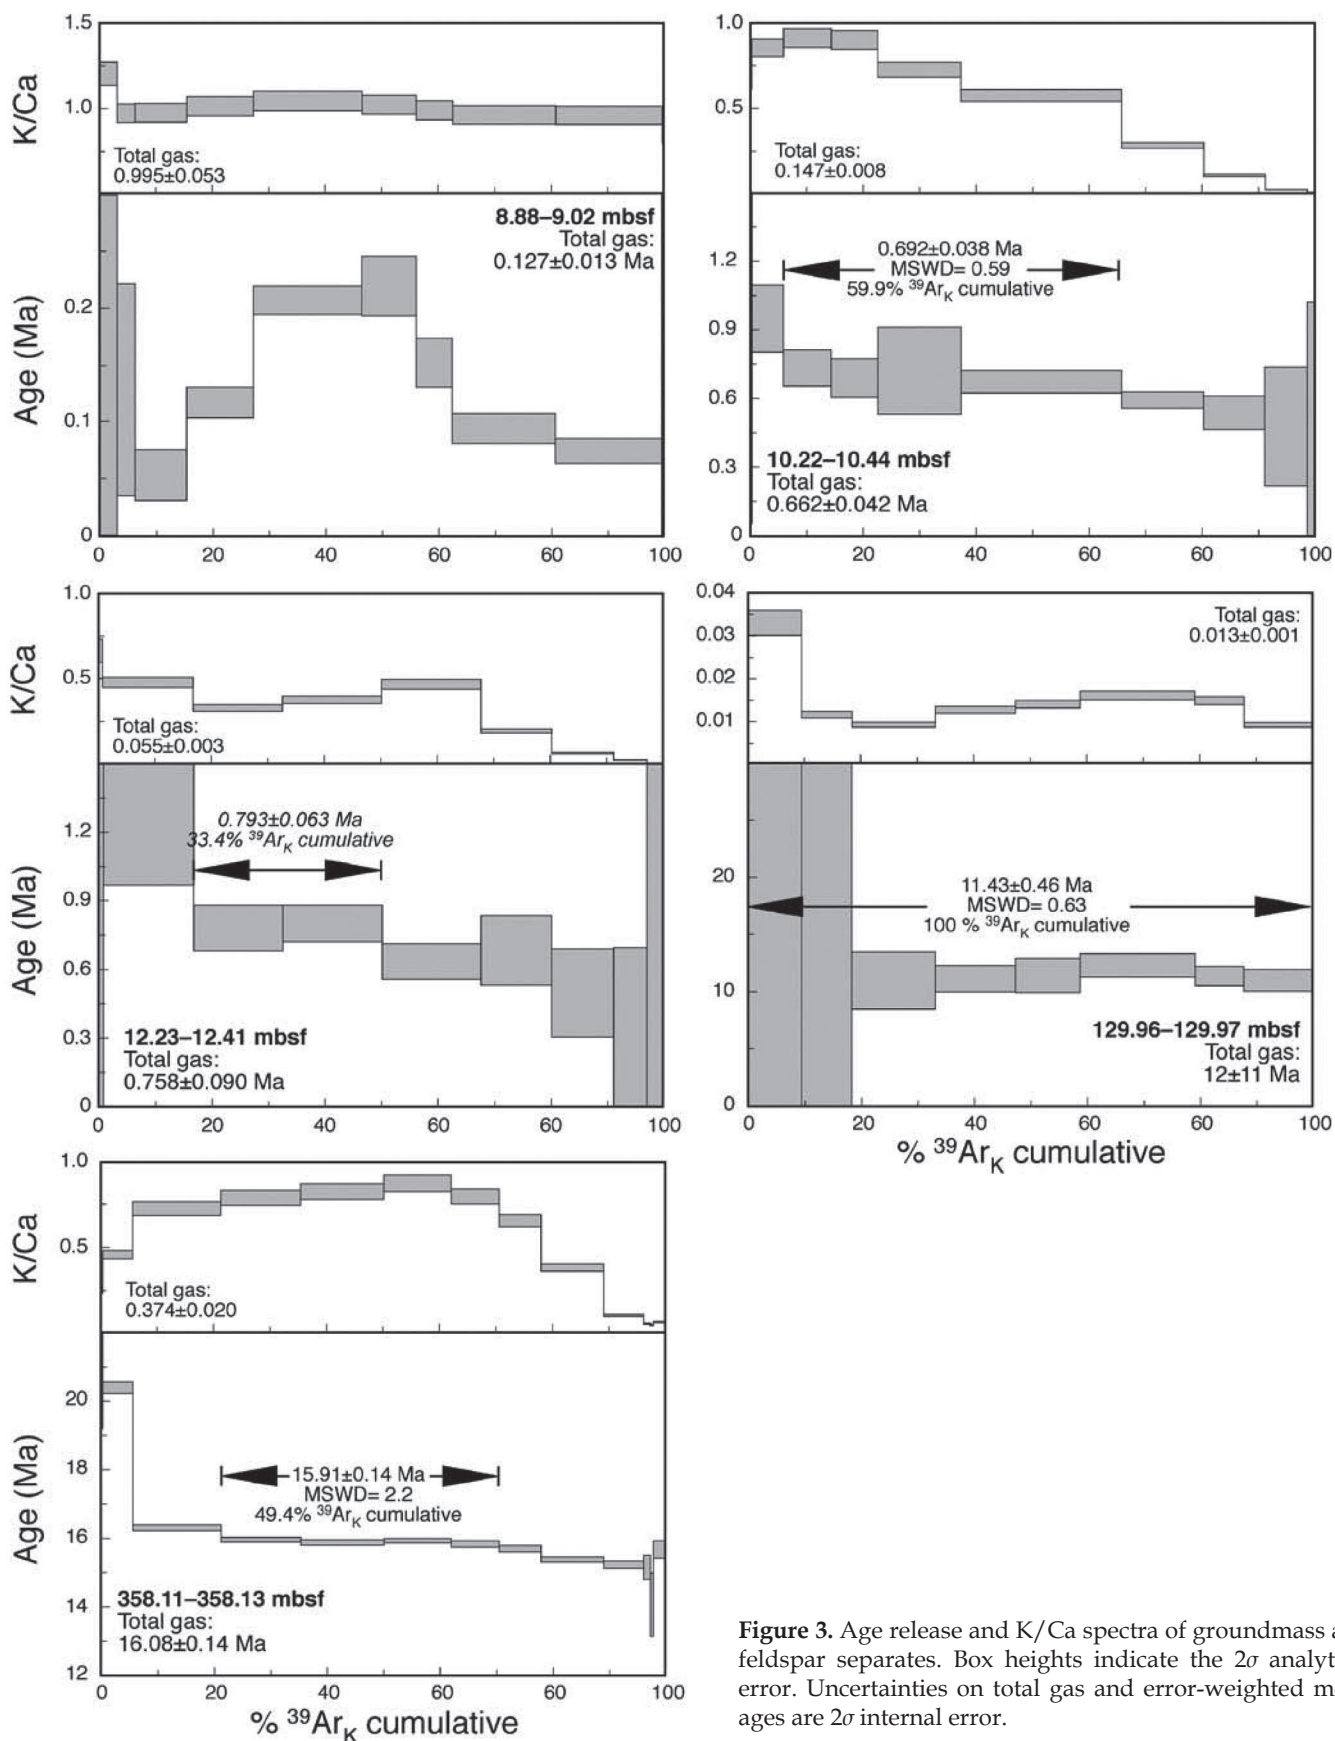 K/Ca
1.5
1.0
Total gas:
0.995±0.053
Age (Ma)
0.2
0.1
0
8.88–9.02 mbsf
Total gas:
0.127±0.013 Ma
0 20 40 60 60 100
1.0
0.5
Total gas:
0.147±0.008
1.2
0.9
0.6
0.3
0
0.692±0.038 Ma
MSWD= 0.59
59.9% ³⁹Arₖ cumulative
10.22–10.44 mbsf
Total gas:
0.662±0.042 Ma
0 20 40 60 60 100
K/Ca
1.0
0.5
Total gas:
0.055±0.003
Age (Ma)
1.2
0.9
0.6
0.3
0
0.793±0.063 Ma
33.4% ³⁹Arₖ cumulative
12.23–12.41 mbsf
Total gas:
0.758±0.090 Ma
0 20 40 60 60 100
0.04
0.03
0.02
0.01
Total gas:
0.013±0.001
20
10
0
11.43±0.46 Ma
MSWD= 0.63
100 % ³⁹Arₖ cumulative
129.96–129.97 mbsf
Total gas:
12±11 Ma
0 20 40 60 60 100
% ³⁹Arₖ cumulative
K/Ca
1.0
0.5
Total gas:
0.374±0.020
Age (Ma)
20
18
16
14
12
15.91±0.14 Ma
MSWD= 2.2
49.4% ³⁹Arₖ cumulative
358.11–358.13 mbsf
Total gas:
16.08±0.14 Ma
0 20 40 60 60 100
% ³⁹Arₖ cumulative
Figure 3. Age release and K/Ca spectra of groundmass a
feldspar separates. Box heights indicate the 2σ analyt
error. Uncertainties on total gas and error-weighted m
ages are 2σ internal error.